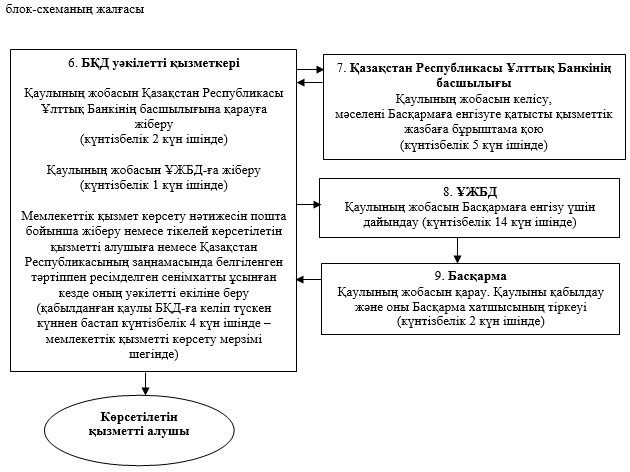 блок-схеманың жалғасы
6. БҚД уәкілетті қызметкері
Қаулының жобасын Қазақстан Республикасы
Ұлттық Банкінің басшылығына қарауға
жіберу
(күнтізбелік 2 күн ішінде)
Қаулының жобасын ҰЖБД-ға жіберу
(күнтізбелік 1 күн ішінде)
Мемлекеттік қызмет көрсету нәтижесін пошта
бойынша жіберу немесе тікелей көрсетілетін
қызметті алушыға немесе Қазақстан
Республикасының заңнамасында белгіленген
тәртіппен ресімделген сенімхатты ұсынған
кезде оның уәкілетті өкіліне беру
(қабылданған қаулы БҚД-ға келіп түскен
күннен бастап күнтізбелік 4 күн ішінде –
мемлекеттік қызметті көрсету мерзімі
шегінде)
7. Қазақстан Республикасы Ұлттық Банкінің
басшылығы
Қаулының жобасын келісу,
мәселені Басқармаға енгізуге қатысты қызметтік
жазбаға бұрыштама қою
(күнтізбелік 5 күн ішінде)
8. ҰЖБД
Қаулының жобасын Басқармаға енгізу үшін
дайындау (күнтізбелік 14 күн ішінде)
9. Басқарма
Қаулының жобасын қарау. Қаулыны қабылдау
және оны Басқарма хатшысының тіркеуі
(күнтізбелік 2 күн ішінде)
Көрсетілетін
қызметті алушы